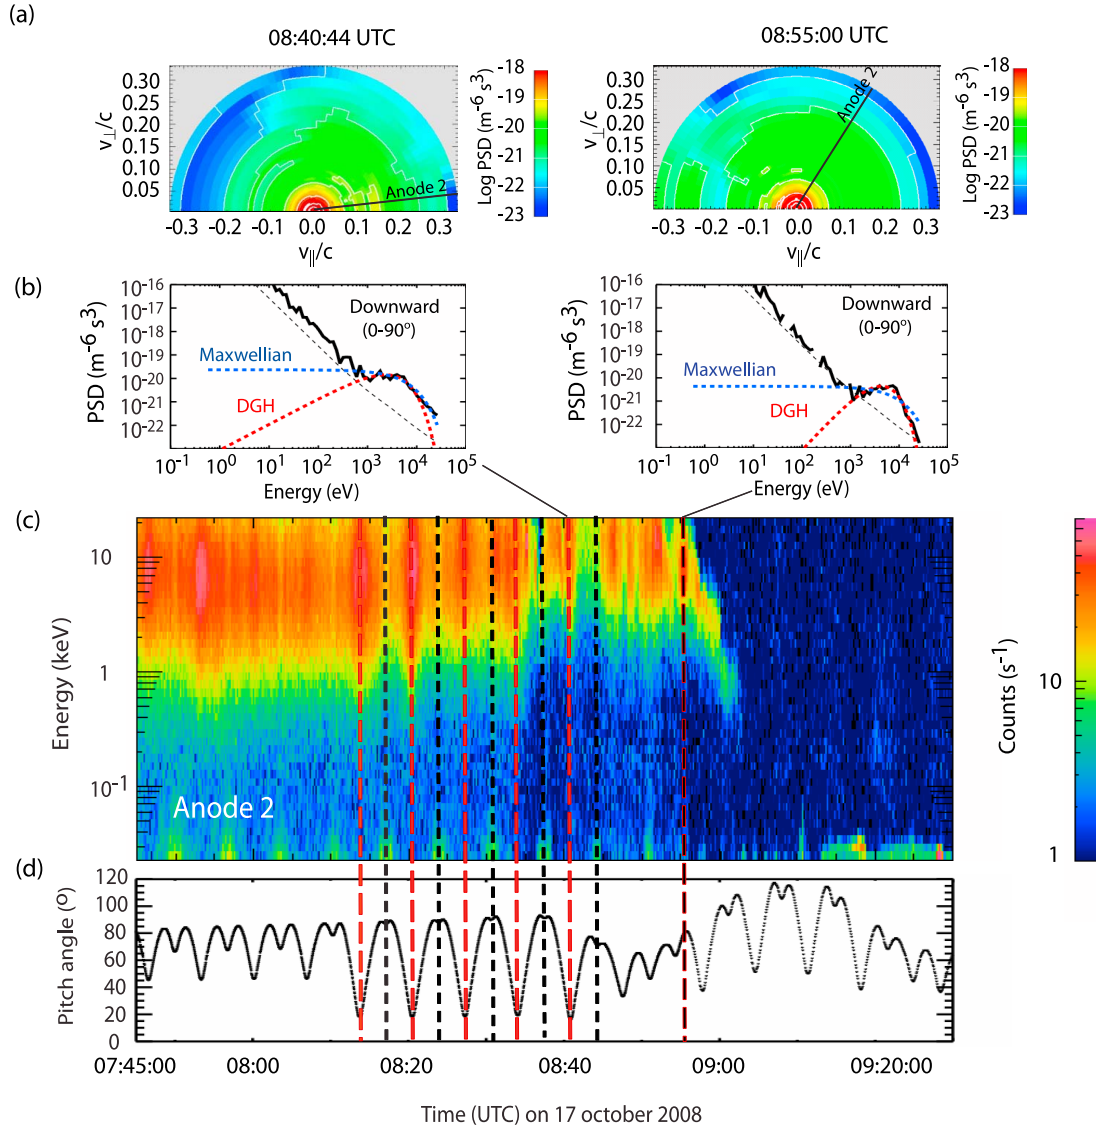 (a)
08:40:44 UTC
08:55:00 UTC
v⊥/c
0.30
0.25
0.20
0.15
0.10
0.05
Anode 2
-0.3 -0.2 -0.1 0.0 0.1 0.2 0.3
v||/c
Log PSD (m⁻⁶ s³)
-18
-19
-20
-21
-22
-23
v⊥/c
0.30
0.25
0.20
0.15
0.10
0.05
Anode 2
-0.3 -0.2 -0.1 0.0 0.1 0.2 0.3
v||/c
Log PSD (m⁻⁶ s³)
-18
-19
-20
-21
-22
-23
(b)
PSD (m⁻⁶ s³)
10⁻¹⁶
10⁻¹⁷
10⁻¹⁸
10⁻¹⁹
10⁻²⁰
10⁻²¹
10⁻²²
Downward
(0-90º)
Maxwellian
DGH
10⁻¹ 10⁰ 10¹ 10² 10³ 10⁴ 10⁵
Energy (eV)
PSD (m⁻⁶ s³)
10⁻¹⁶
10⁻¹⁷
10⁻¹⁸
10⁻¹⁹
10⁻²⁰
10⁻²¹
10⁻²²
Downward
(0-90º)
Maxwellian
DGH
10⁻¹ 10⁰ 10¹ 10² 10³ 10⁴ 10⁵
Energy (eV)
(c)
Energy (keV)
10
1
10⁻¹
Anode 2
Counts (s⁻¹)
10
1
(d)
Pitch angle (º)
120
100
80
60
40
20
0
07:45:00 08:00 08:20 08:40 09:00 09:20:00
Time (UTC) on 17 october 2008